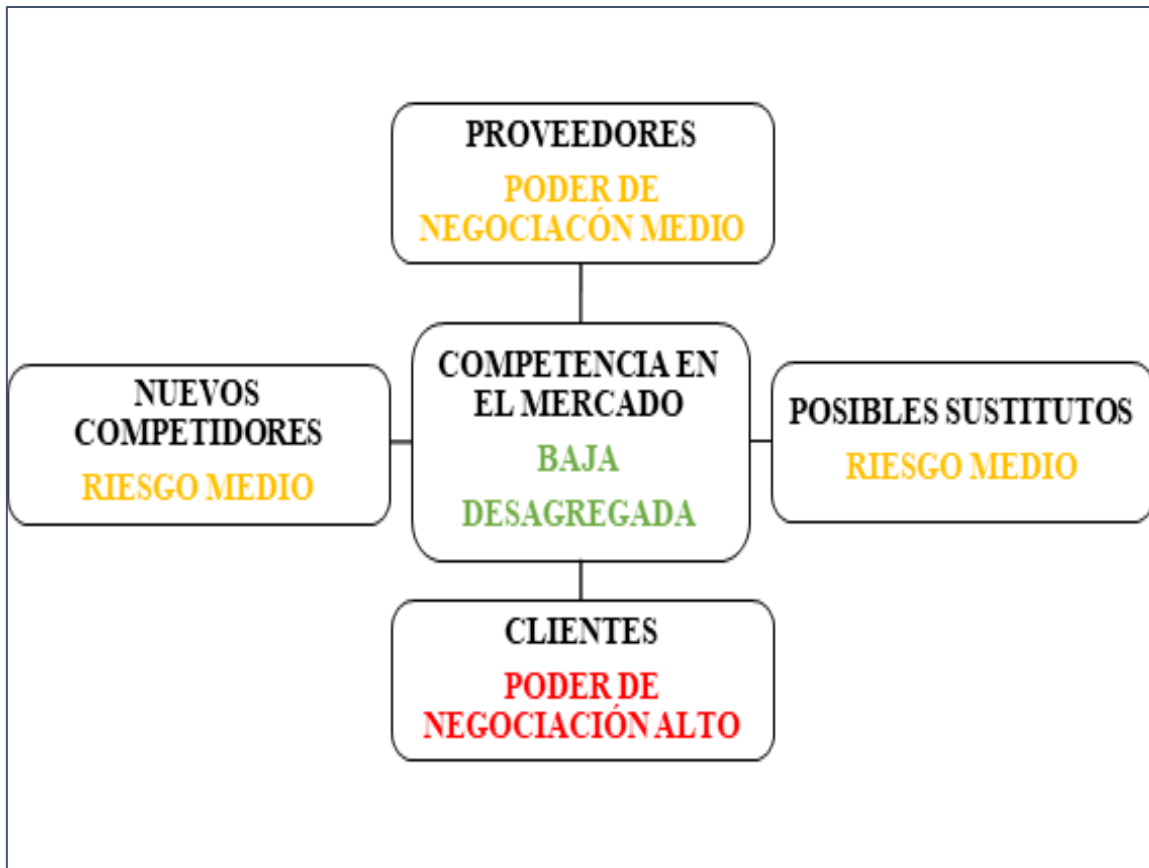 PROVEEDORES
PODER DE
NEGOCIACÓN MEDIO
NUEVOS
COMPETIDORES
RIESGO MEDIO
COMPETENCIA EN
EL MERCADO
BAJA
DESAGREGADA
POSIBLES SUSTITUTOS
RIESGO MEDIO
CLIENTES
PODER DE
NEGOCIACIÓN ALTO